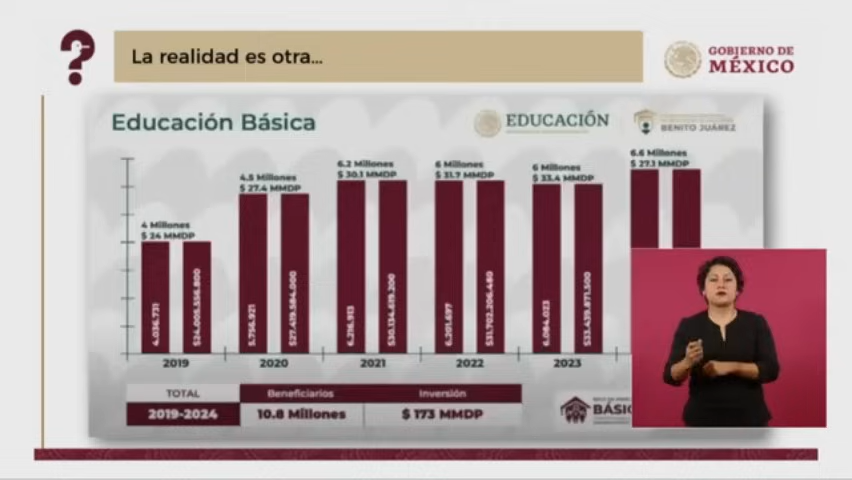 La realidad es otra...
GOBIERNO DE
MÉXICO
Educación Básica
EDUCACIÓN
BENITO JUÁREZ
4 Millones
$ 24 MMDP
4.5 Millones
$ 27.4 MMDP
6.2 Millones
$ 30.1 MMDP
6 Millones
$ 31.7 MMDP
6 Millones
$ 33.4 MMDP
6.6 Millones
$ 27.1 MMDP
4,036,731
$24,005,556,800
5,756,921
$27,419,584,000
6,216,913
$30,134,619,200
6,201,697
$31,702,206,480
6,084,023
$33,439,871,500
2019
2020
2021
2022
2023
TOTAL
Beneficiarios
Inversión
2019-2024
10.8 Millones
$ 173 MMDP